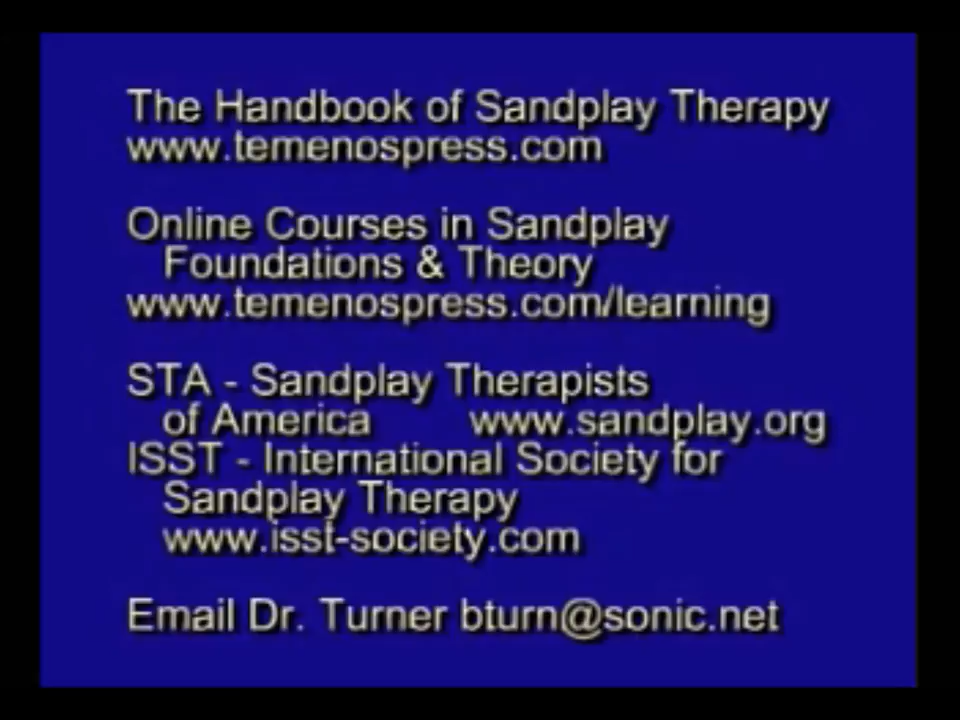 The Handbook of Sandplay Therapy
www.temenospress.com
Online Courses in Sandplay
Foundations & Theory
www.temenospress.com/learning
STA - Sandplay Therapists
of America www.sandplay.org
ISST - International Society for
Sandplay Therapy
www.isst-society.com
Email Dr. Turner bturn@sonic.net